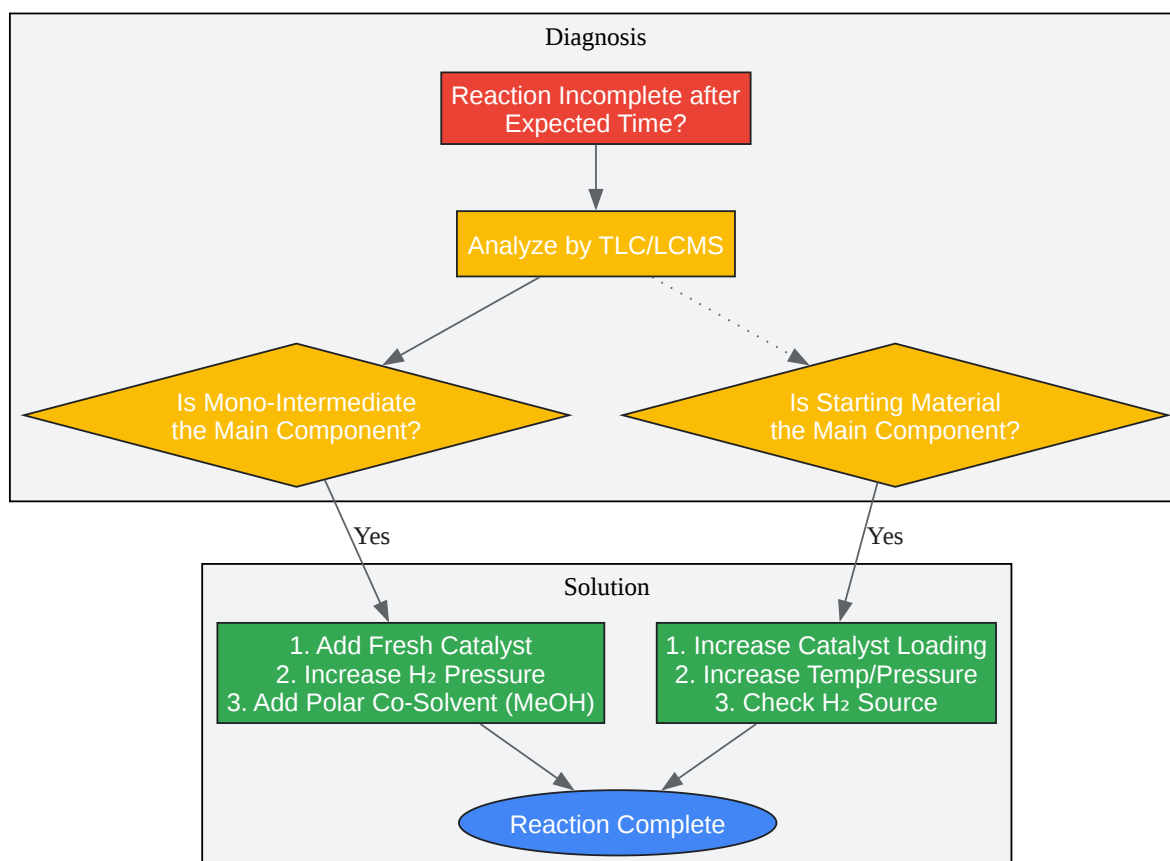 Diagnosis
Reaction Incomplete after
Expected Time?
Analyze by TLC/LCMS
Is Mono-Intermediate
the Main Component?
Is Starting Material
the Main Component?
Yes
Yes
Solution
1. Add Fresh Catalyst
2. Increase H₂ Pressure
3. Add Polar Co-Solvent (MeOH)
1. Increase Catalyst Loading
2. Increase Temp/Pressure
3. Check H₂ Source
Reaction Complete